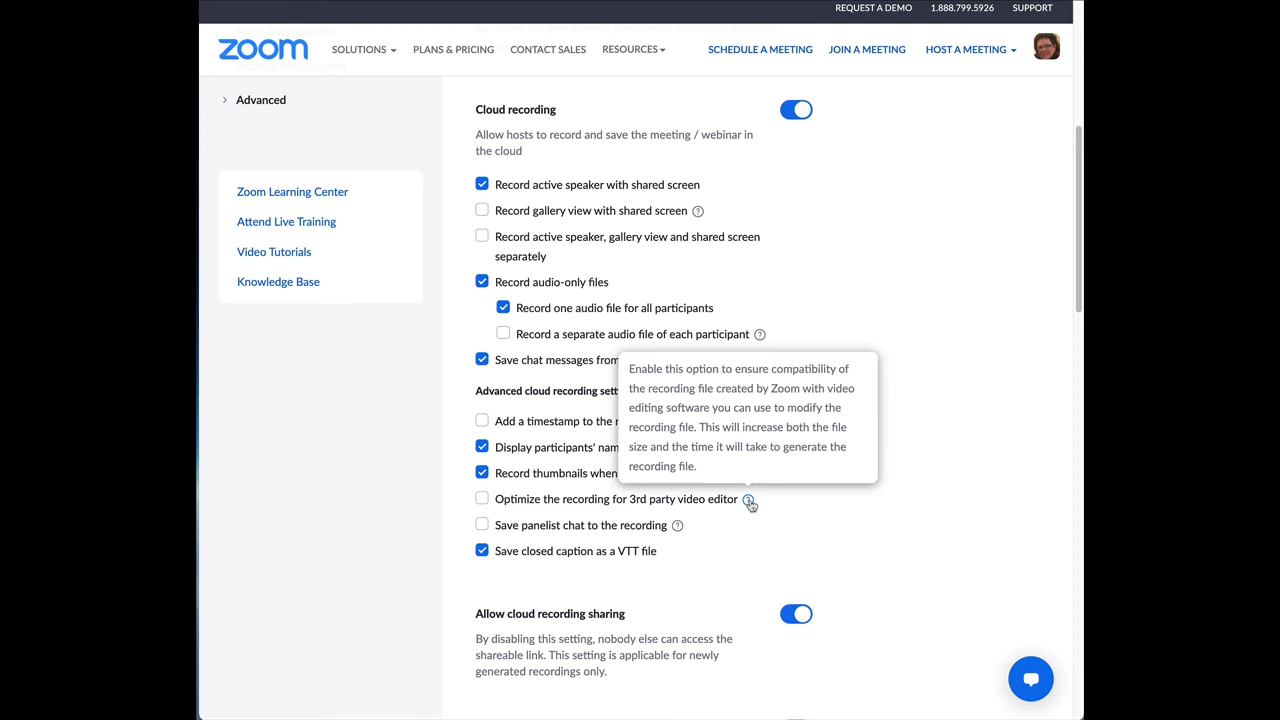 REQUEST A DEMO 1.888.799.5926 SUPPORT
zoom SOLUTIONS PLANS & PRICING CONTACT SALES RESOURCES SCHEDULE A MEETING JOIN A MEETING HOST A MEETING
Advanced
Zoom Learning Center
Attend Live Training
Video Tutorials
Knowledge Base
Cloud recording
Allow hosts to record and save the meeting / webinar in
the cloud
Record active speaker with shared screen
Record gallery view with shared screen
Record active speaker, gallery view and shared screen
separately
Record audio-only files
Record one audio file for all participants
Record a separate audio file of each participant
Save chat messages from
Enable this option to ensure compatibility of
the recording file created by Zoom with video
editing software you can use to modify the
recording file. This will increase both the file
size and the time it will take to generate the
recording file.
Advanced cloud recording sett
Add a timestamp to the r
Display participants' nam
Record thumbnails when
Optimize the recording for 3rd party video editor
Save panelist chat to the recording
Save closed caption as a VTT file
Allow cloud recording sharing
By disabling this setting, nobody else can access the
shareable link. This setting is applicable for newly
generated recordings only.